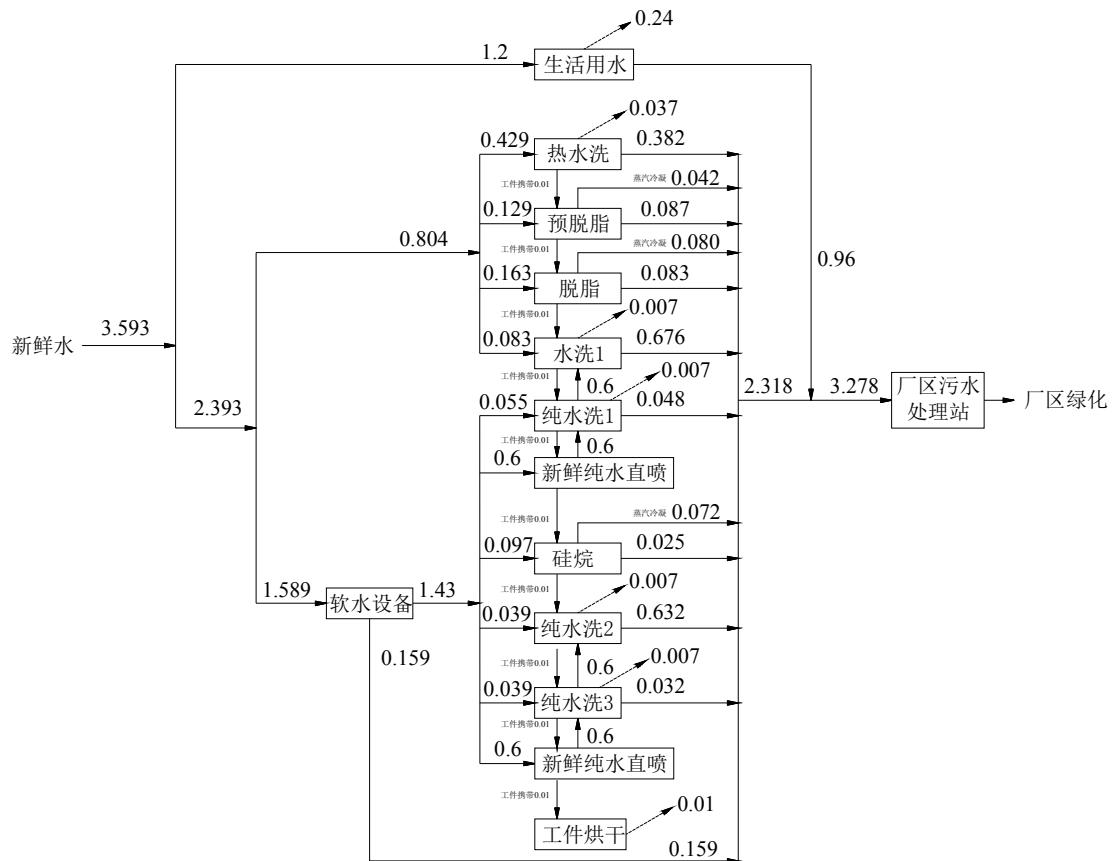 0.24
1.2
生活用水
0.037
0.429
热水洗
0.382
工件携带0.01
蒸汽冷凝 0.042
0.129
预脱脂
0.087
0.804
工件携带0.01
蒸汽冷凝 0.080
0.96
0.163
脱脂
0.083
工件携带0.01
0.007
新鲜水
3.593
0.083
水洗1
0.676
工件携带0.01
0.6
0.007
2.393
0.055
纯水洗1
0.048
2.318
3.278
厂区污水
处理站
厂区绿化
工件携带0.01
0.6
0.6
新鲜纯水直喷
工件携带0.01
蒸汽冷凝 0.072
0.097
硅烷
0.025
1.589
软水设备
1.43
工件携带0.01
0.007
0.039
纯水洗2
0.632
0.159
工件携带0.01
0.6
0.007
0.039
纯水洗3
0.032
工件携带0.01
0.6
0.6
新鲜纯水直喷
工件携带0.01
0.01
工件烘干
0.159